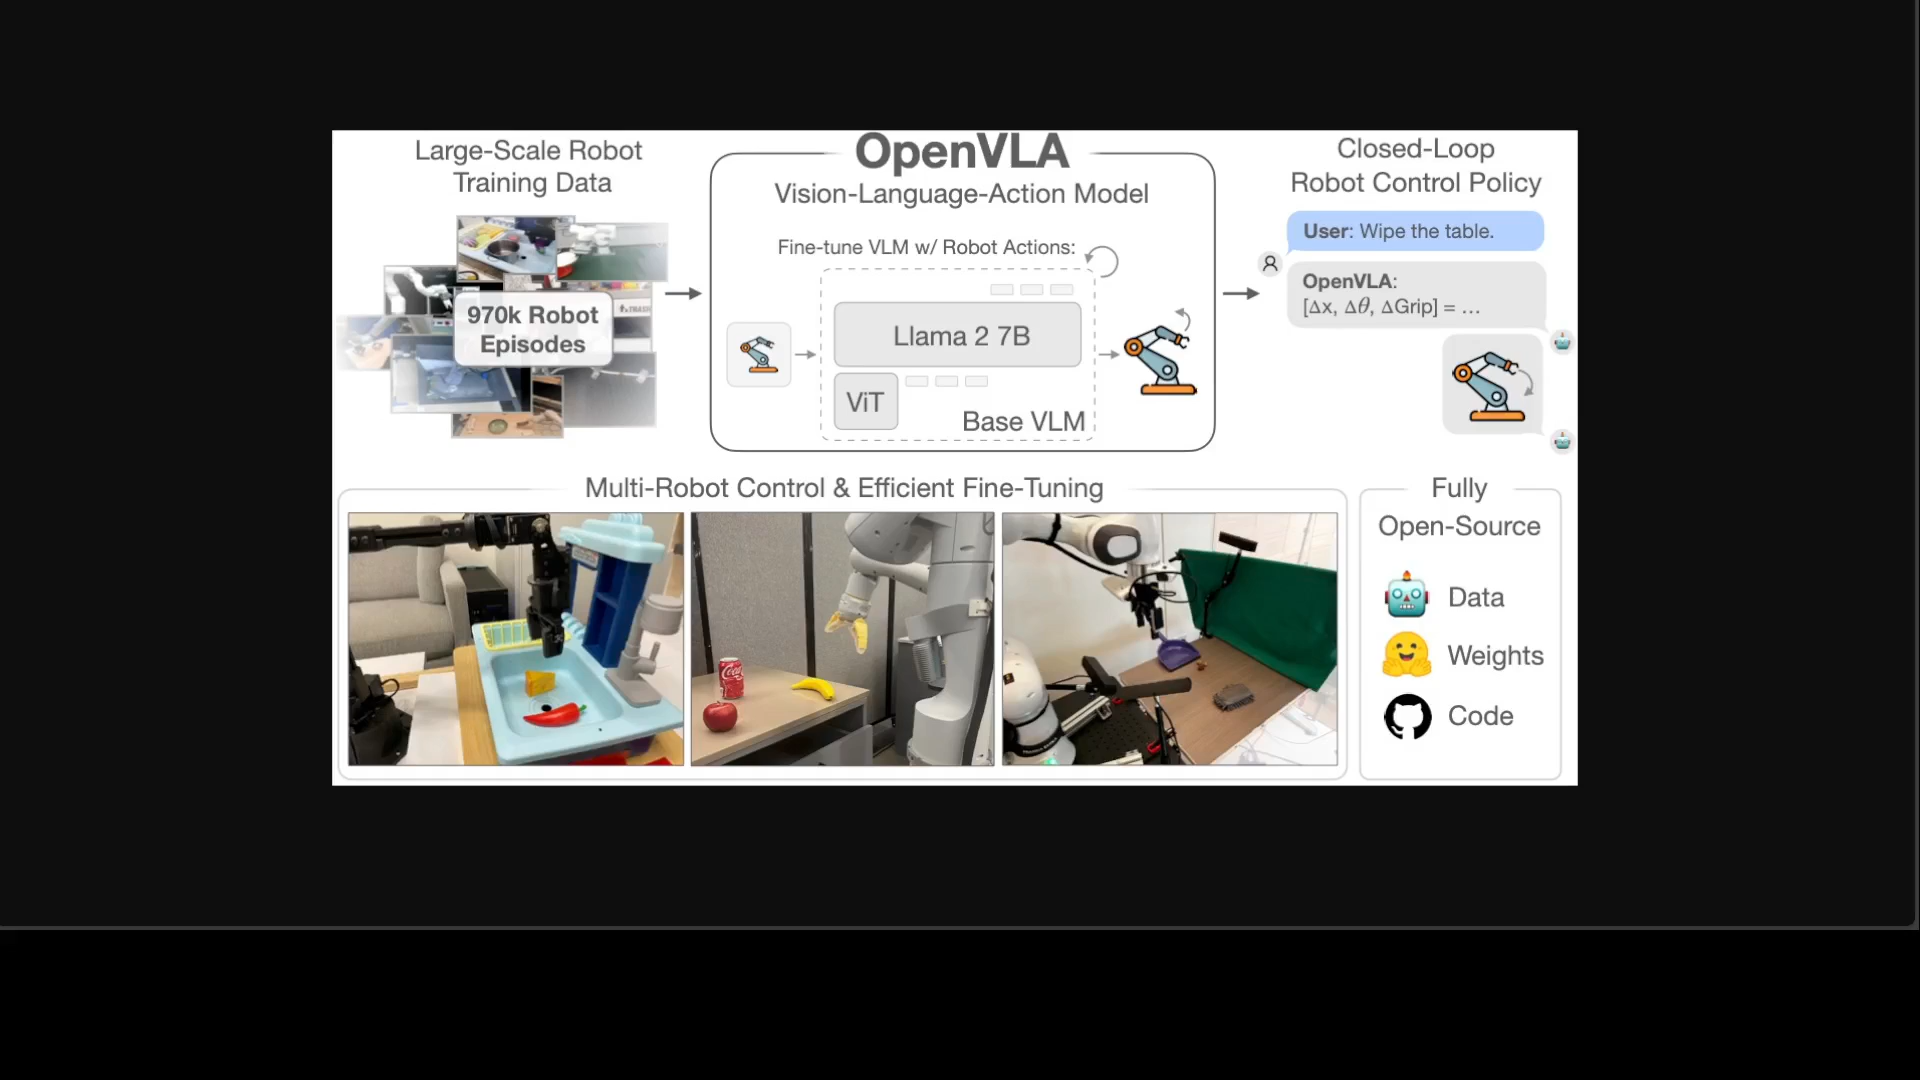 Large-Scale Robot
Training Data
970k Robot
Episodes
OpenVLA
Vision-Language-Action Model
Fine-tune VLM w/ Robot Actions:
Llama 2 7B
ViT
Base VLM
Closed-Loop
Robot Control Policy
User: Wipe the table.
OpenVLA:
[Δx, Δθ, ΔGrip] = …
Multi-Robot Control & Efficient Fine-Tuning
Coca-Cola
Fully
Open-Source
Data
Weights
Code